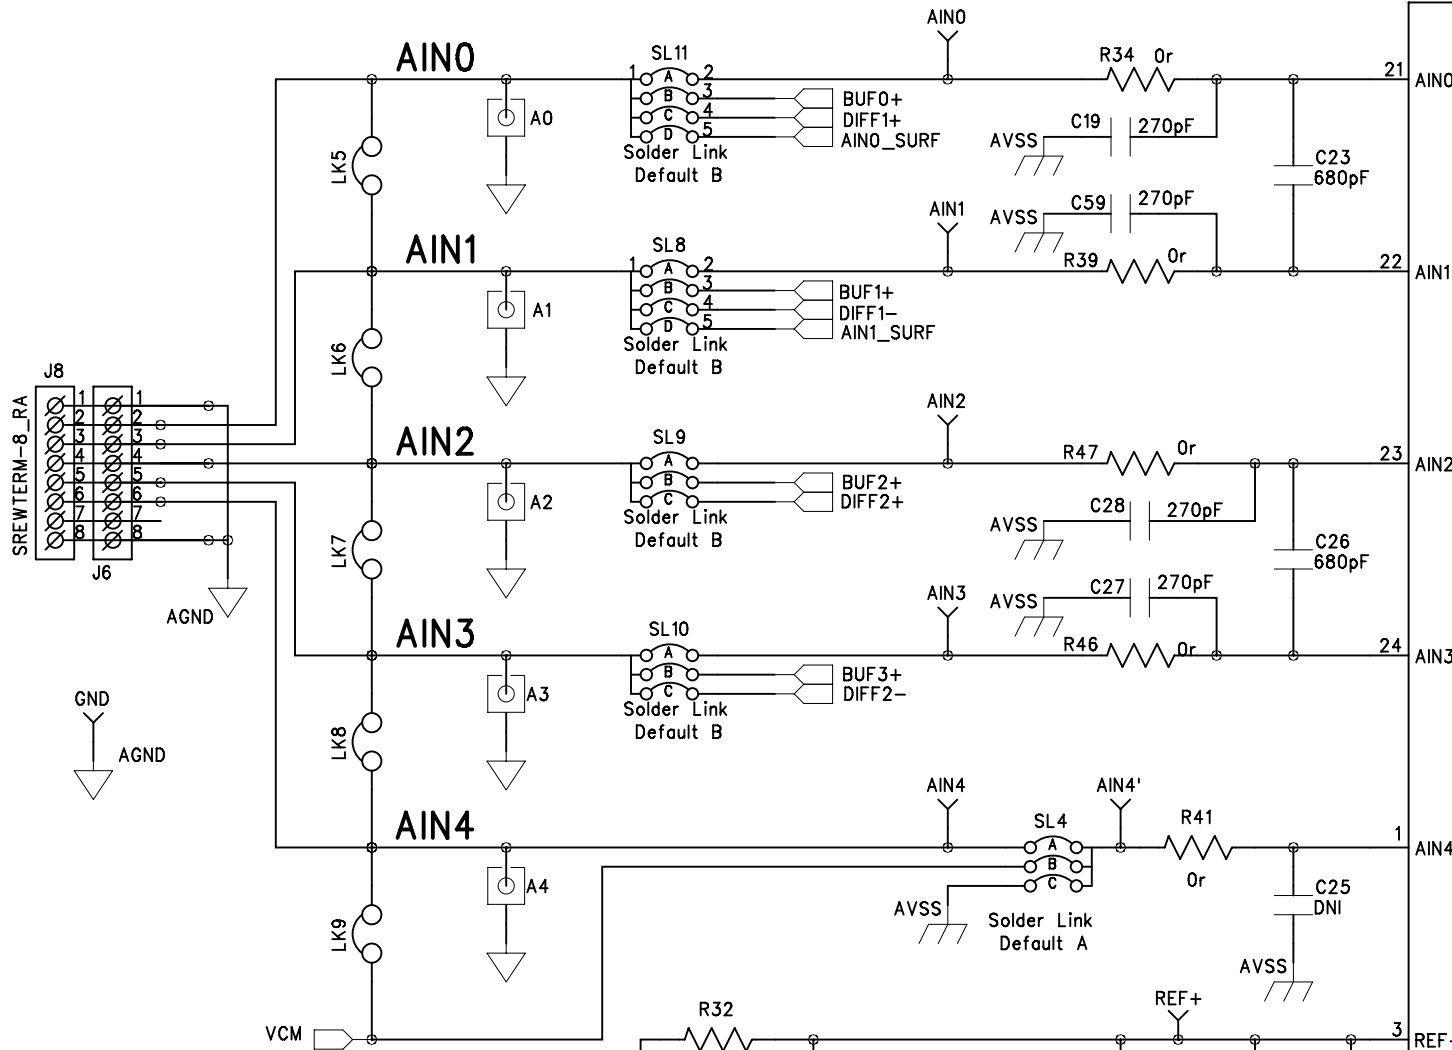 AIN0
AIN0
SL11
R34 0r
1 A 2
21 AIN0
B 3 BUF0+
A0
C 4 DIFF1+
C19 270pF
D 5 AIN0_SURF
AVSS
Solder Link
Default B
LK5
C23
680pF
C59 270pF
AIN1
AVSS
AIN1
SL8
R39 0r
1 A 2
22 AIN1
B 3 BUF1+
A1
C 4 DIFF1-
D 5 AIN1_SURF
Solder Link
Default B
LK6
J8
SREWTERM-8_RA
1 1
2 2
3 3
4 4
5 5
6 6
7 7
8 8
J6
AGND
AIN2
AIN2
SL9
R47 0r
A
23 AIN2
B BUF2+
A2
C DIFF2+
C28 270pF
Solder Link
AVSS
Default B
LK7
C26
680pF
C27 270pF
AIN3
AVSS
AIN3
SL10
R46 0r
A
24 AIN3
B BUF3+
A3
C DIFF2-
Solder Link
Default B
GND
AGND
LK8
AIN4 AIN4'
AIN4
SL4
R41
0r
A
1 AIN4
B
A4
C
C25
DNI
AVSS
Solder Link
Default A
LK9
AVSS
REF+
R32
VCM
3 REF-